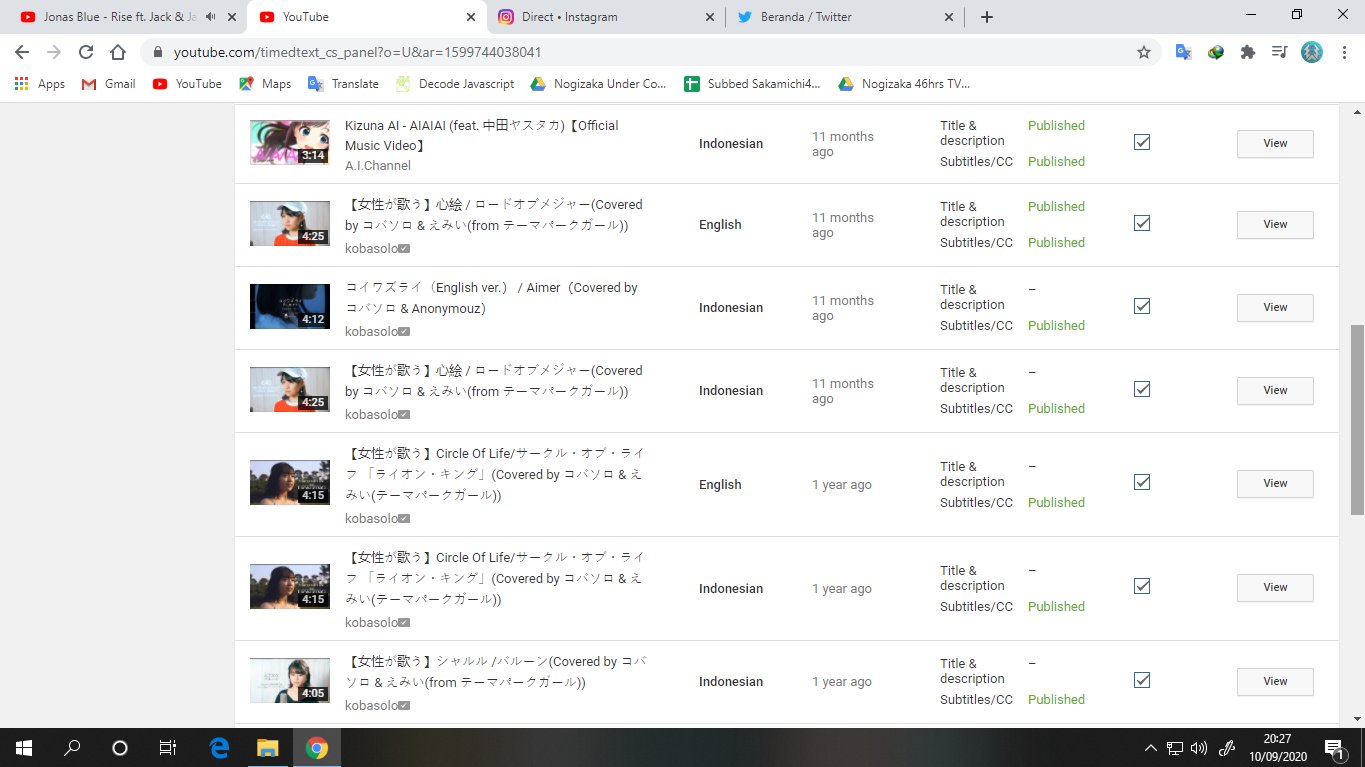 Jonas Blue - Rise ft. Jack & Ja
YouTube
Direct • Instagram
Beranda / Twitter
youtube.com/timedtext_cs_panel?o=U&ar=1599744038041
Apps
Gmail
YouTube
Maps
Translate
Decode Javascript
Nogizaka Under Co...
Subbed Sakamichi4...
Nogizaka 46hrs TV...
3:14
Kizuna AI - AIAIAI (feat. 中田ヤスタカ)【Official
Music Video】
A.I.Channel
Indonesian
11 months
ago
Title &
description
Published
Subtitles/CC
Published
View
4:25
【女性が歌う】心絵 / ロードオブメジャー(Covered
by コバソロ & えみい(from テーマパークガール))
kobasolo
English
11 months
ago
Title &
description
Published
Subtitles/CC
Published
View
4:12
コイワズライ（English ver.） / Aimer（Covered by
コバソロ & Anonymouz）
kobasolo
Indonesian
11 months
ago
Title &
description
–
Subtitles/CC
Published
View
4:25
【女性が歌う】心絵 / ロードオブメジャー(Covered
by コバソロ & えみい(from テーマパークガール))
kobasolo
Indonesian
11 months
ago
Title &
description
–
Subtitles/CC
Published
View
4:15
【女性が歌う】Circle Of Life/サークル・オブ・ライ
フ 「ライオン・キング」(Covered by コバソロ & え
みい(テーマパークガール))
kobasolo
English
1 year ago
Title &
description
–
Subtitles/CC
Published
View
4:15
【女性が歌う】Circle Of Life/サークル・オブ・ライ
フ 「ライオン・キング」(Covered by コバソロ & え
みい(テーマパークガール))
kobasolo
Indonesian
1 year ago
Title &
description
–
Subtitles/CC
Published
View
4:05
【女性が歌う】シャルル /バルーン(Covered by コバ
ソロ & えみい(from テーマパークガール))
kobasolo
Indonesian
1 year ago
Title &
description
–
Subtitles/CC
Published
View
20:27
10/09/2020
1